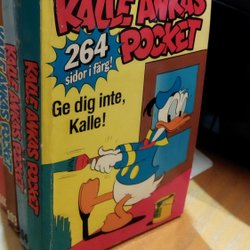 KALLE ANKAS
POCKET
264
sidor i färg!
Ge dig inte,
Kalle!
KALLE ANKAS POCKET